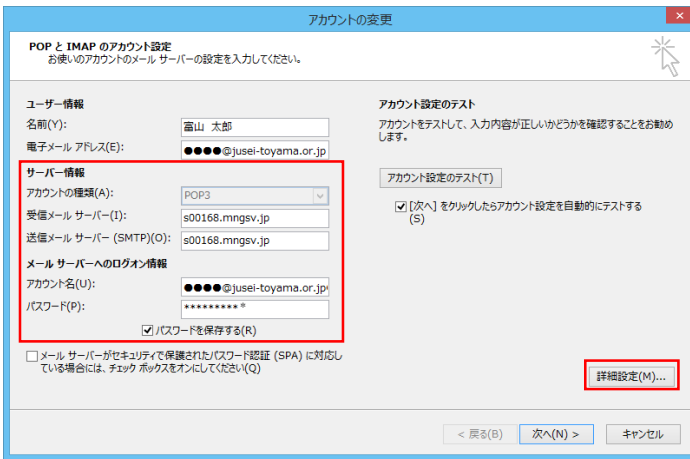 アカウントの変更
POP と IMAP のアカウント設定
お使いのアカウントのメール サーバーの設定を入力してください。
ユーザー情報
名前(Y):
富山 太郎
電子メール アドレス(E):
●●●●@jusei-toyama.or.jp
サーバー情報
アカウントの種類(A):
POP3
受信メール サーバー(I):
s00168.mngsv.jp
送信メール サーバー (SMTP)(O):
s00168.mngsv.jp
メール サーバーへのログオン情報
アカウント名(U):
●●●●@jusei-toyama.or.jp
パスワード(P):
**********
パスワードを保存する(R)
メール サーバーがセキュリティで保護されたパスワード認証 (SPA) に対応し
ている場合には、チェック ボックスをオンにしてください(Q)
アカウント設定のテスト
アカウントをテストして、入力内容が正しいかどうかを確認することをお勧め
します。
アカウント設定のテスト(T)
[次へ] をクリックしたらアカウント設定を自動的にテストする
(S)
詳細設定(M)...
< 戻る(B)
次へ(N) >
キャンセル